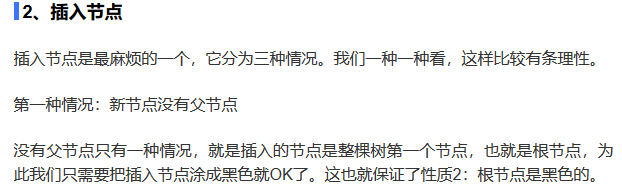 2、插入节点
插入节点是最麻烦的一个，它分为三种情况。我们一种一种看，这样比较有条理性。
第一种情况：新节点没有父节点
没有父节点只有一种情况，就是插入的节点是整棵树第一个节点，也就是根节点，为
此我们只需要把插入节点涂成黑色就OK了。这也就保证了性质2：根节点是黑色的。